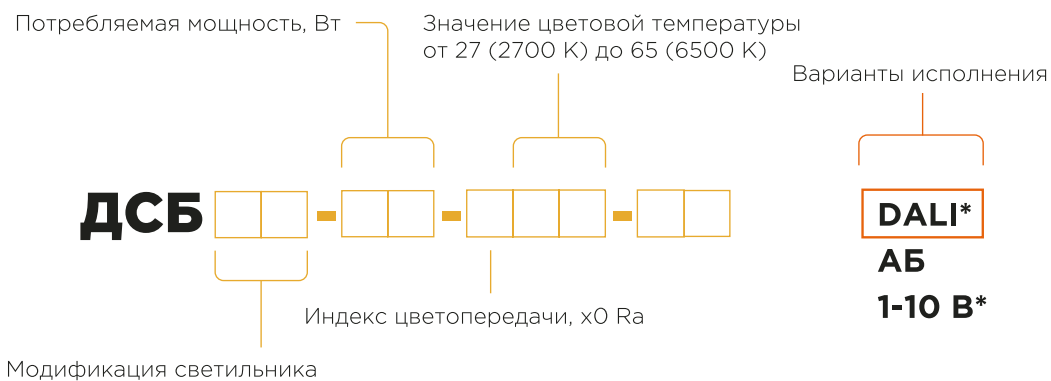 Потребляемая мощность, Вт
Значение цветовой температуры
от 27 (2700 К) до 65 (6500 К)
Варианты исполнения
ДСБ - - -
DALI*
АБ
1-10 В*
Индекс цветопередачи, х0 Ra
Модификация светильника